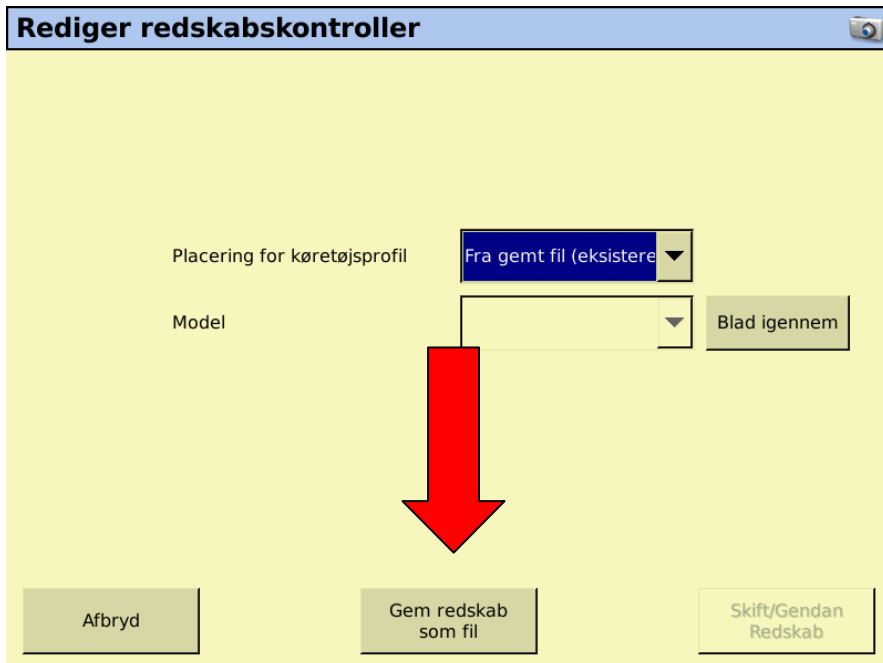 Rediger redskabskontroller
Placering for køretøjsprofil
Fra gemt fil (eksistere
Model
Blad igennem
Afbryd
Gem redskab
som fil
Skift/Gendan
Redskab